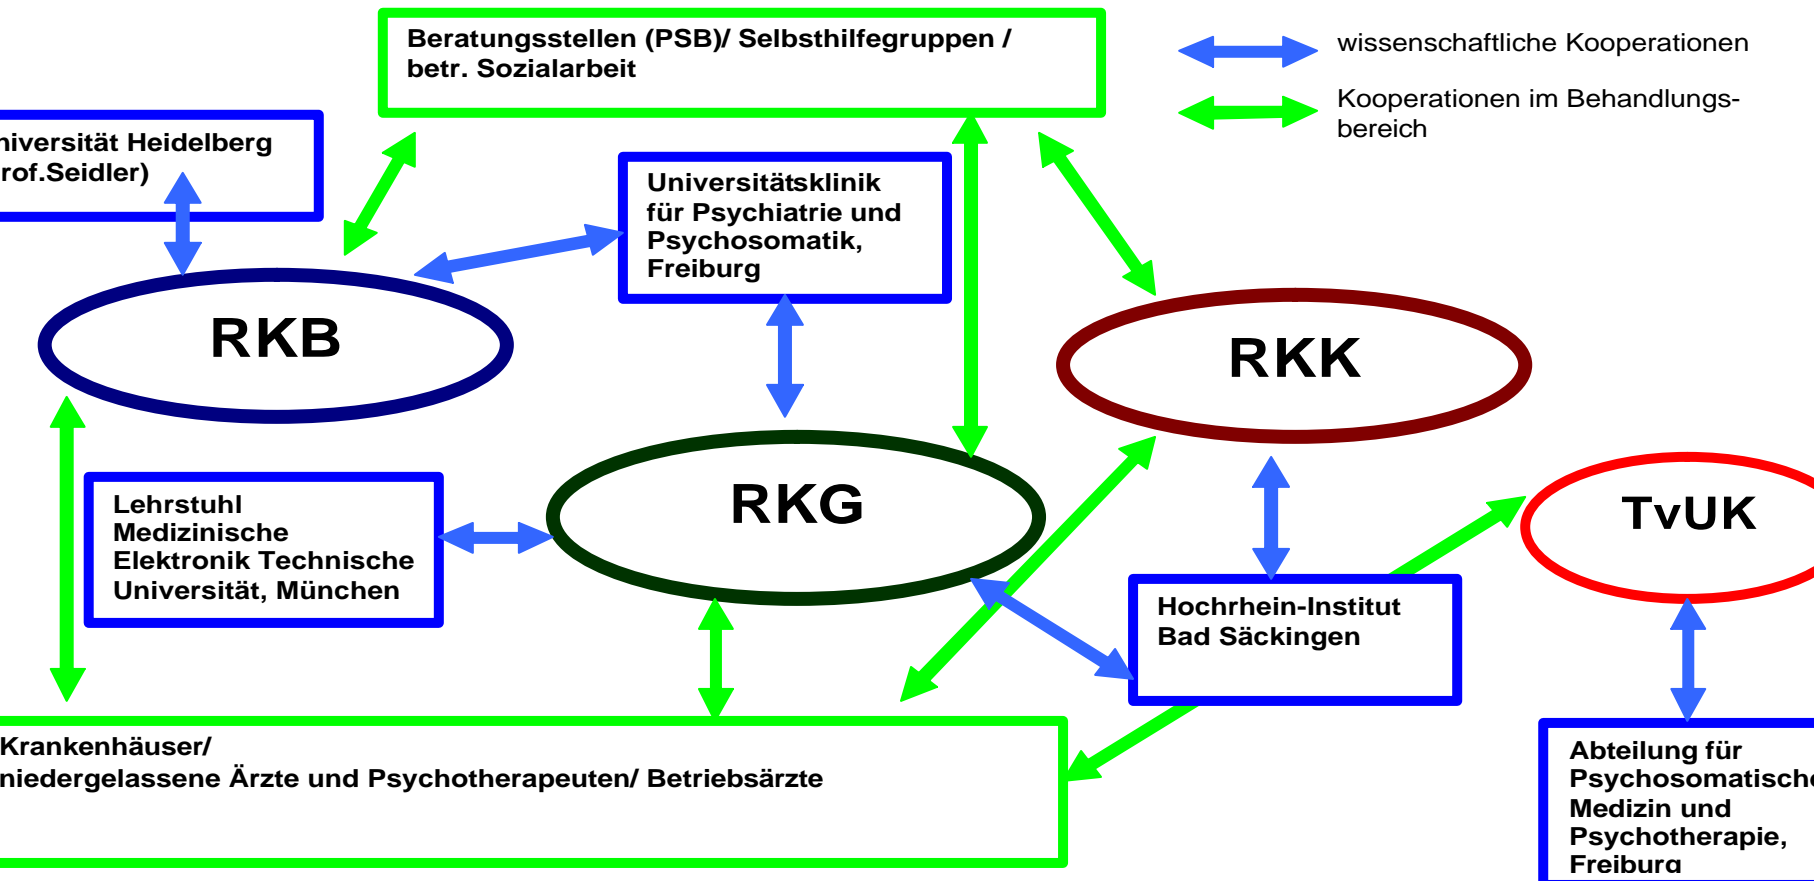 Beratungsstellen (PSB)/ Selbsthilfegruppen /
betr. Sozialarbeit
wissenschaftliche Kooperationen
Kooperationen im Behandlungs-
bereich
niversität Heidelberg
rof.Seidler)
Universitätsklinik
für Psychiatrie und
Psychosomatik,
Freiburg
RKB
RKK
RKG
TvUK
Lehrstuhl
Medizinische
Elektronik Technische
Universität, München
Hochrhein-Institut
Bad Säckingen
Krankenhäuser/
niedergelassene Ärzte und Psychotherapeuten/ Betriebsärzte
Abteilung für
Psychosomatische
Medizin und
Psychotherapie,
Freiburg